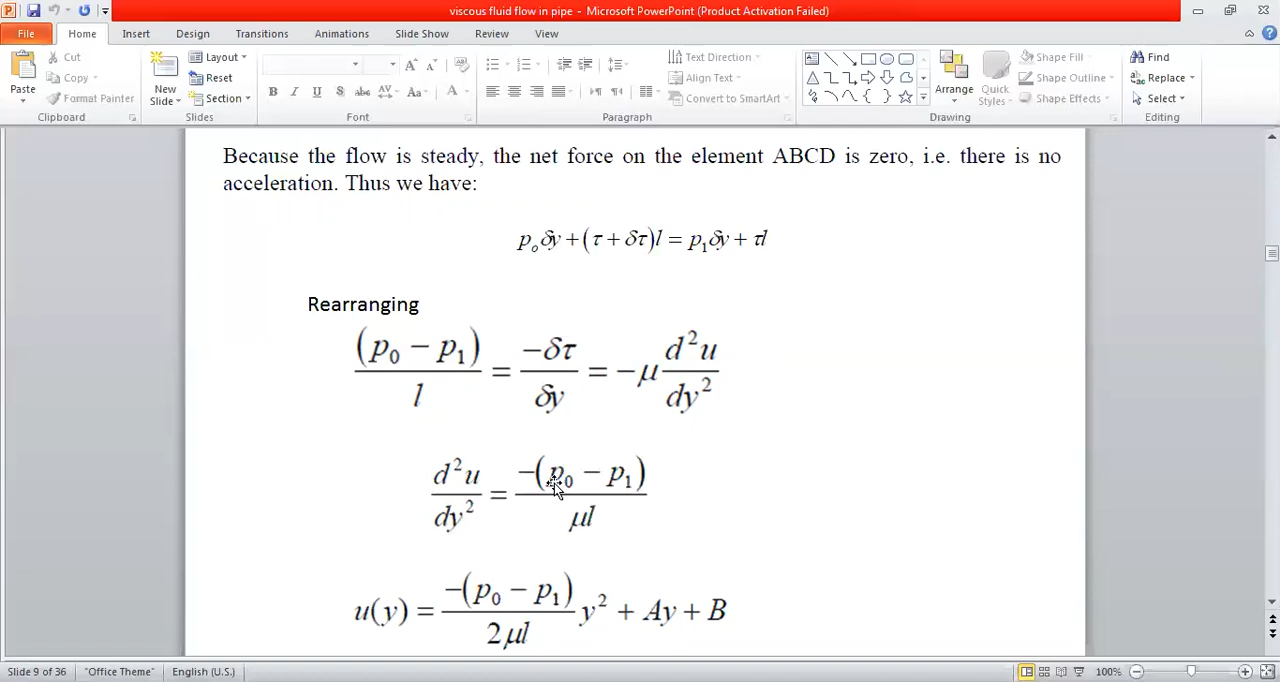 viscous fluid flow in pipe - Microsoft PowerPoint (Product Activation Failed)
File Home Insert Design Transitions Animations Slide Show Review View
Paste Cut Copy Format Painter Clipboard
New Slide Layout Reset Section Slides
B I U S abc AV Aa A Font
Text Direction Align Text Convert to SmartArt Paragraph
Arrange Quick Styles Shape Fill Shape Outline Shape Effects Drawing
Find Replace Select Editing
Because the flow is steady, the net force on the element ABCD is zero, i.e. there is no
acceleration. Thus we have:
pₒδy + (τ + δτ)l = p₁δy + τl
Rearranging
(p₀ − p₁)/l = −δτ/δy = −μ d²u/dy²
d²u/dy² = −(p₀ − p₁)/μl
u(y) = −(p₀ − p₁)/2μl y² + Ay + B
Slide 9 of 36 "Office Theme" English (U.S.) 100%